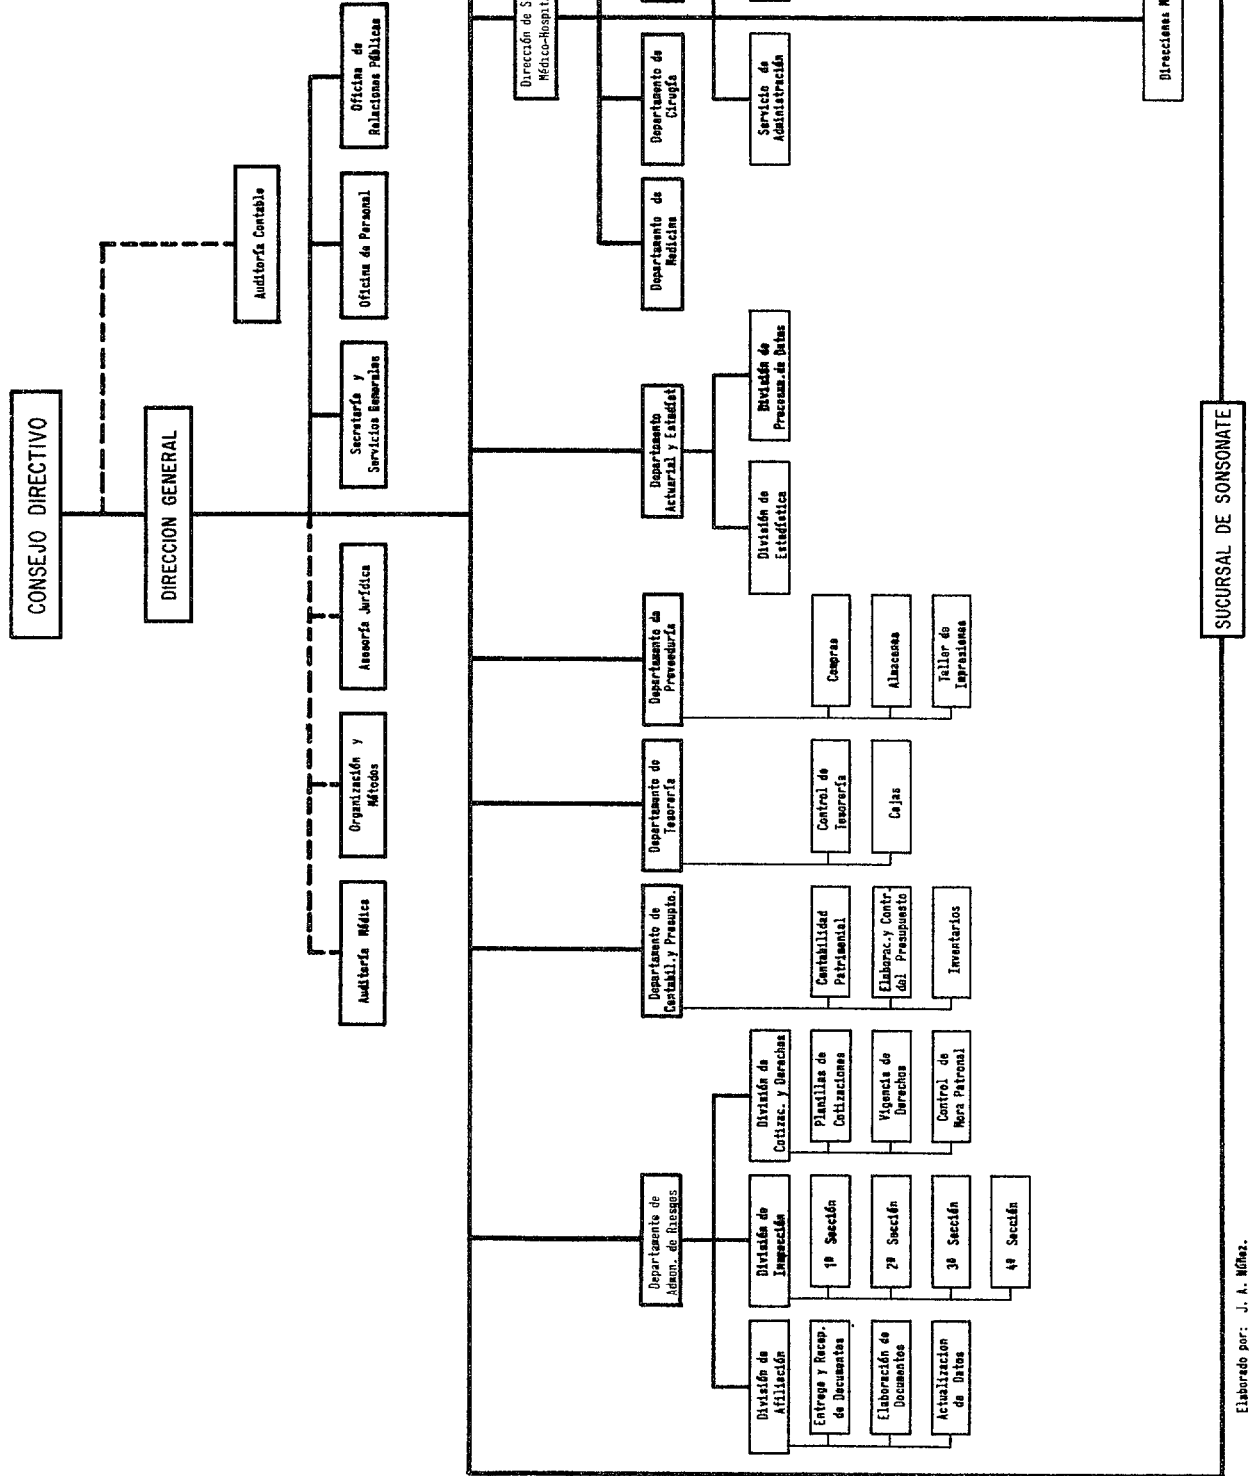 CONSEJO DIRECTIVO
DIRECCION GENERAL
Auditoría Contable
Auditoría Médica
Organización y
Métodos
Asesoría Jurídica
Secretaría y
Servicios Generales
Oficina de Personal
Oficina de
Relaciones Públicas
Dirección de S
Médico-Hospit
Departamento de
Admon. de Riesgos
Departamento de
Contabil.y Presupto.
Departamento de
Tesorería
Departamento de
Proveeduría
Departamento
Actuarial y Estadíst
Departamento de
Medicina
Departamento de
Cirugía
División de
Afiliación
División de
Inspección
División de
Cotizac. y Derechos
División de
Estadística
División de
Procesam.de Datos
Servicio de
Administración
Entrega y Recep.
de Documentos
1ª Sección
Planillas de
Cotizaciones
Contabilidad
Patrimonial
Control de
Tesorería
Compras
Elaboración de
Documentos
2ª Sección
Vigencia de
Derechos
Elaborac.y Contr.
del Presupuesto
Cajas
Almacenes
Actualizacion
de Datos
3ª Sección
Control de
Mora Patronal
Inventarios
Taller de
Impresiones
4ª Sección
Direcciones M
SUCURSAL DE SONSONATE
Elaborado por: J. A. Núñez.